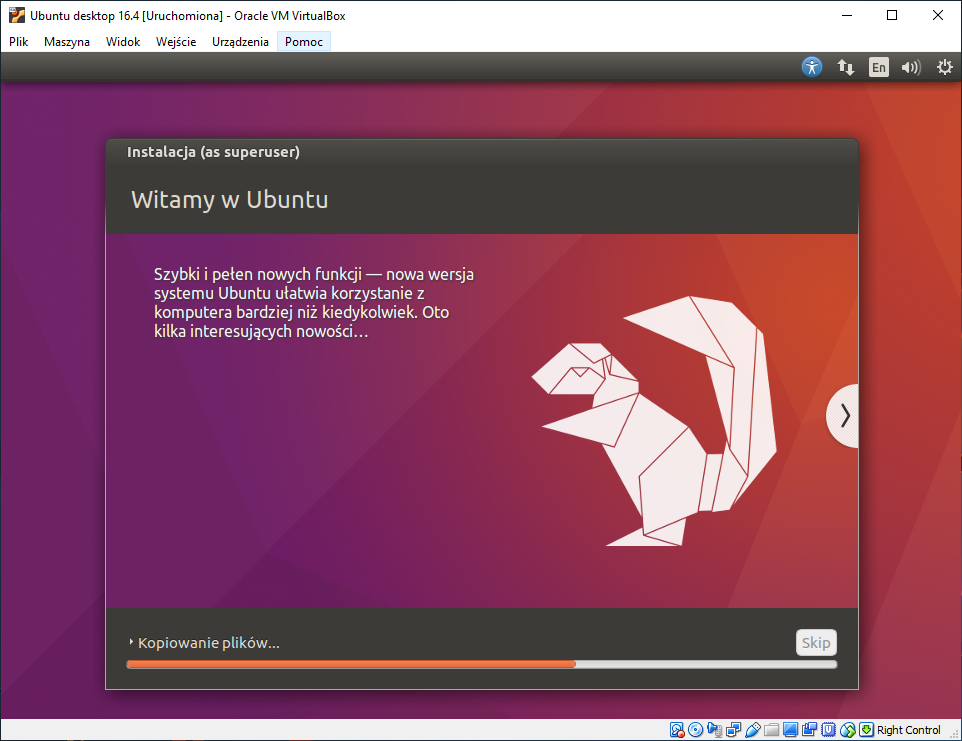 Ubuntu desktop 16.4 [Uruchomiona] - Oracle VM VirtualBox
Plik Maszyna Widok Wejście Urządzenia Pomoc
En
Instalacja (as superuser)
Witamy w Ubuntu
Szybki i pełen nowych funkcji — nowa wersja
systemu Ubuntu ułatwia korzystanie z
komputera bardziej niż kiedykolwiek. Oto
kilka interesujących nowości…
Kopiowanie plików...
Skip
Right Control